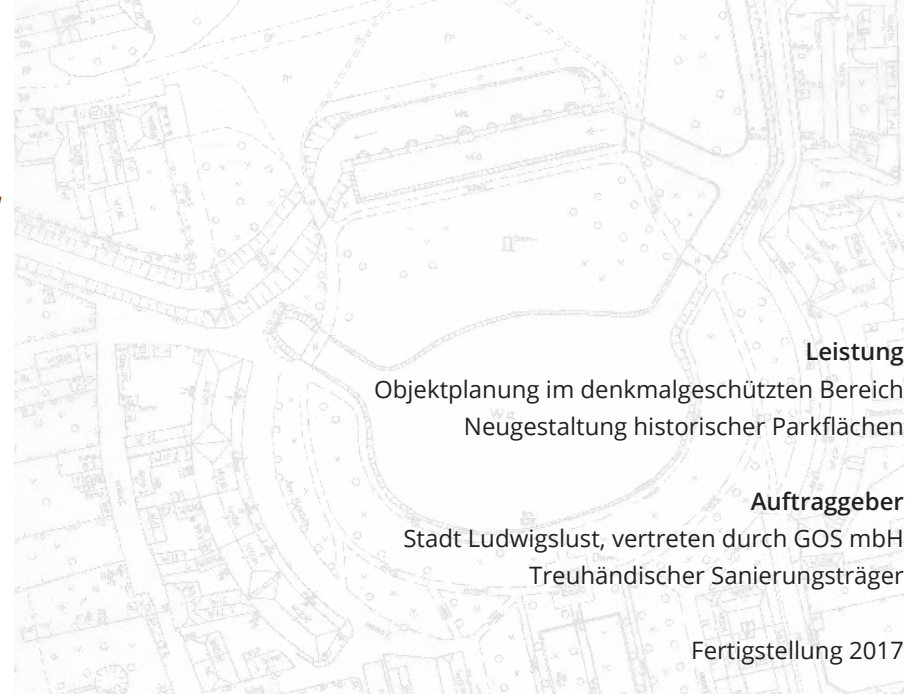 Leistung
Objektplanung im denkmalgeschützten Bereich
Neugestaltung historischer Parkflächen
Auftraggeber
Stadt Ludwigslust, vertreten durch GOS mbH
Treuhändischer Sanierungsträger
Fertigstellung 2017